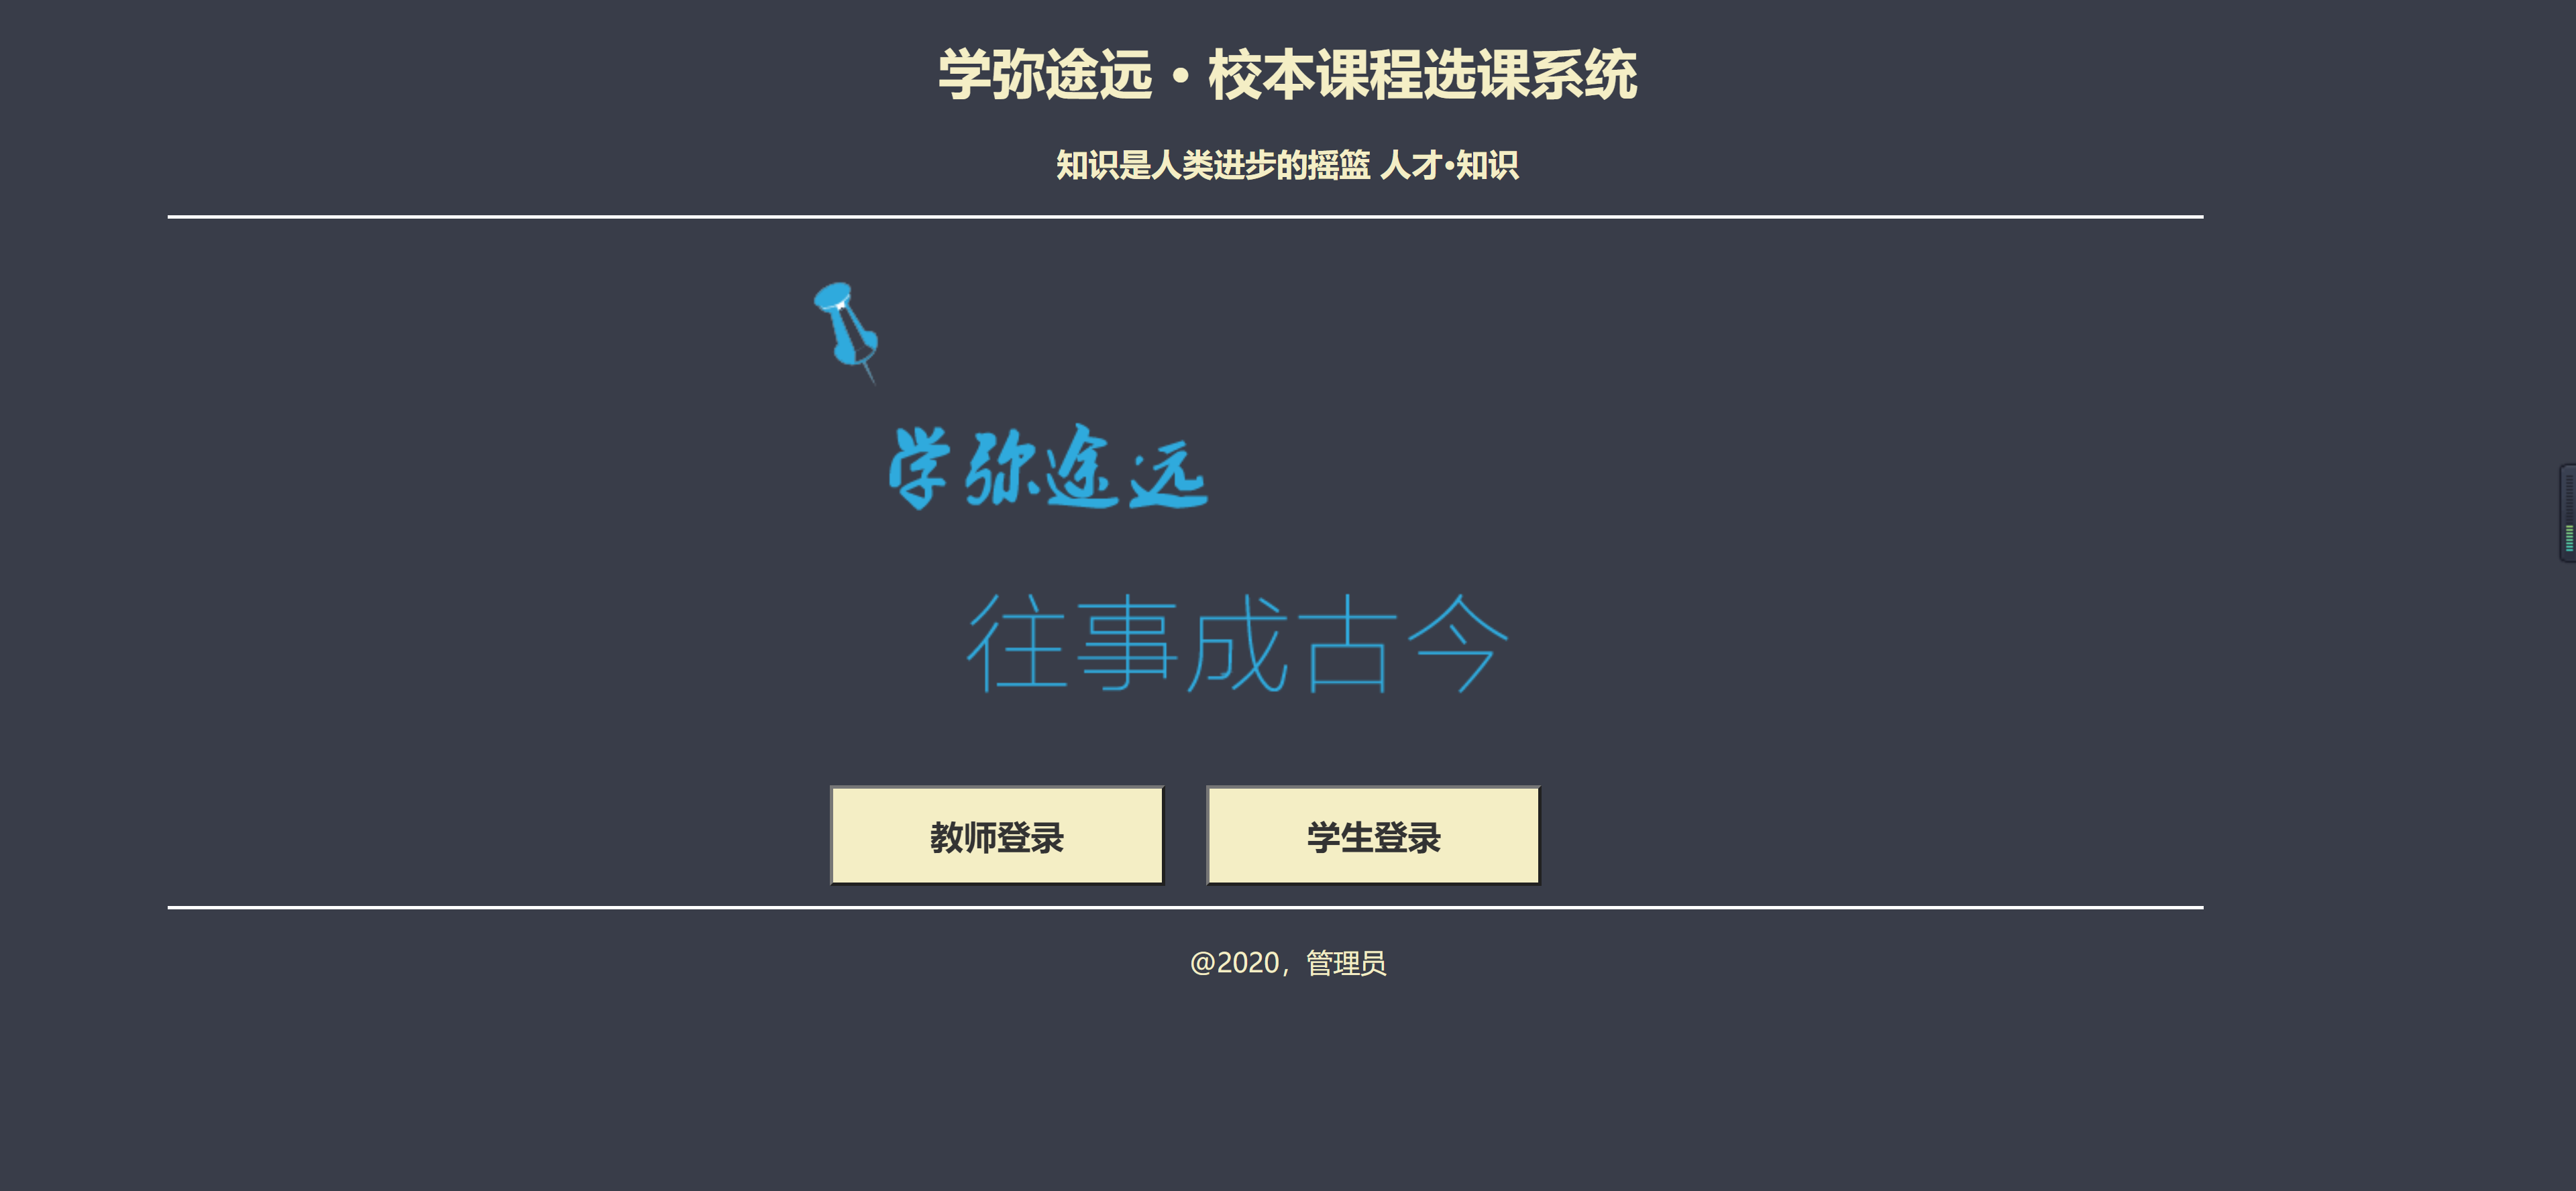 学弥途远・校本课程选课系统
知识是人类进步的摇篮 人才·知识
学弥途远
往事成古今
教师登录 学生登录
@2020，管理员